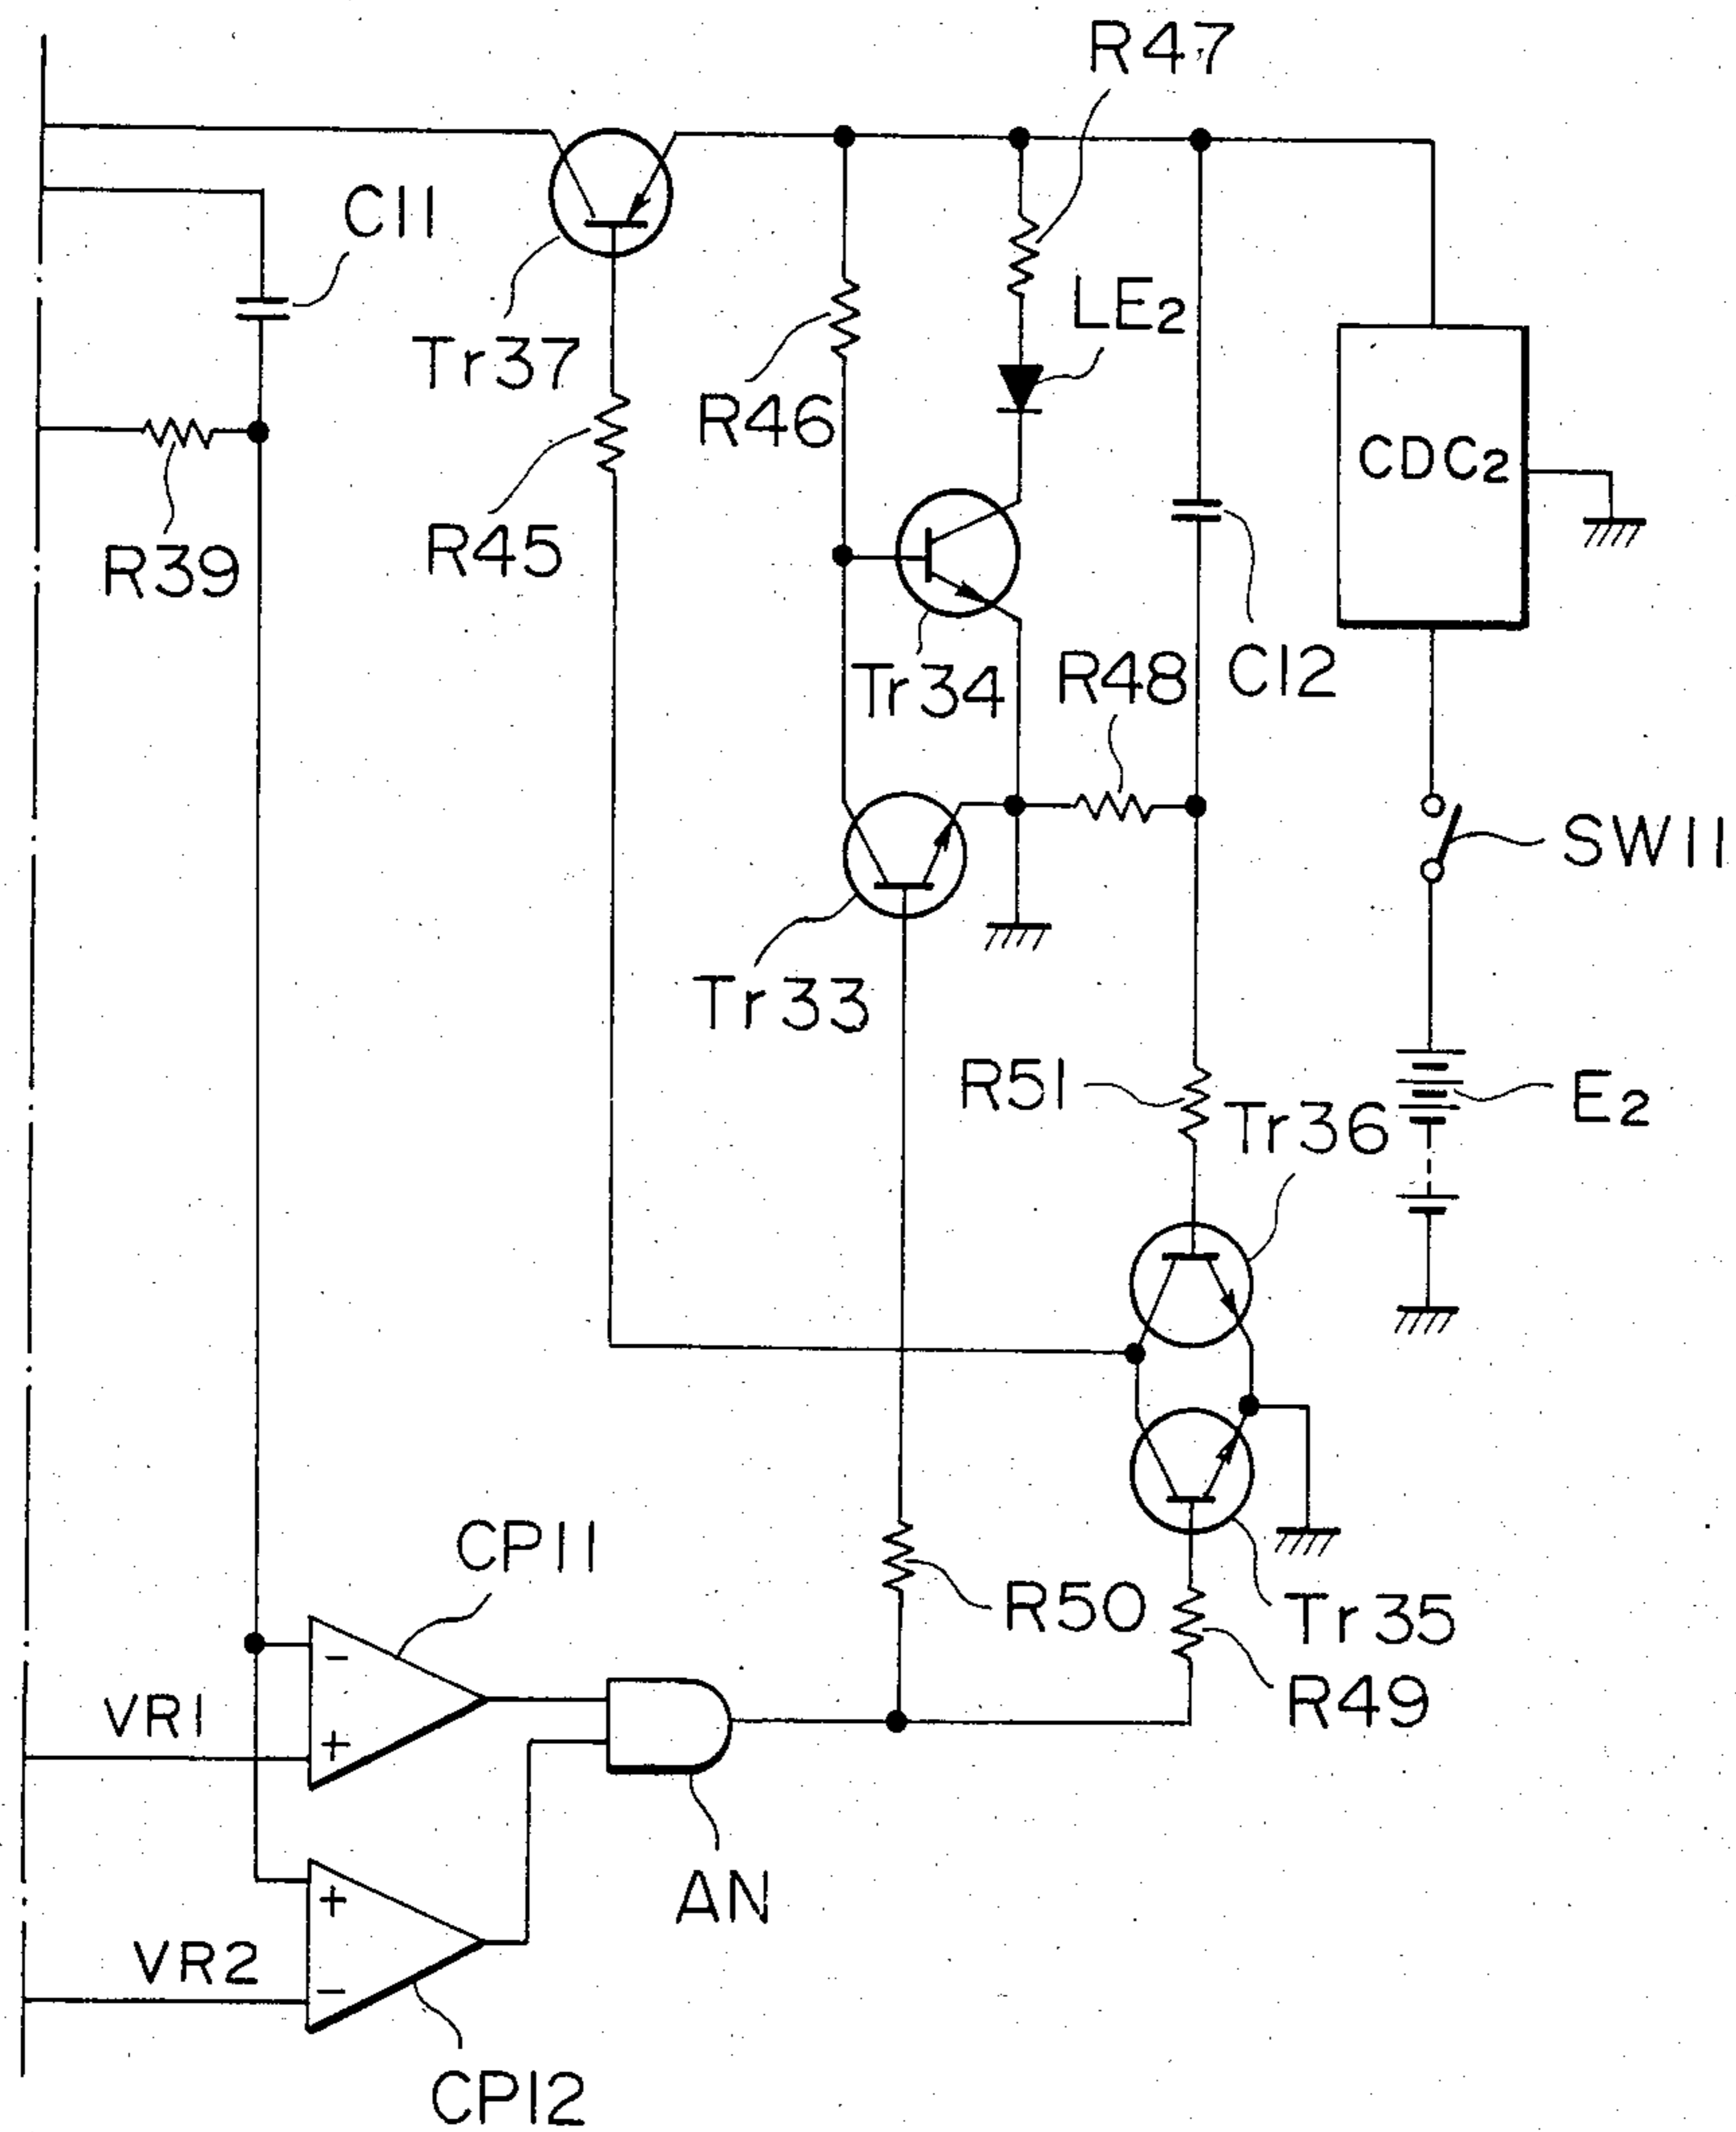 R47
C11
LE2
Tr37
R46
CDC2
R45
R39
Tr34
R48
C12
SW11
Tr33
R51
Tr36
E2
CP11
R50
Tr35
R49
VR1
-
+
AN
+
VR2
-
CP12